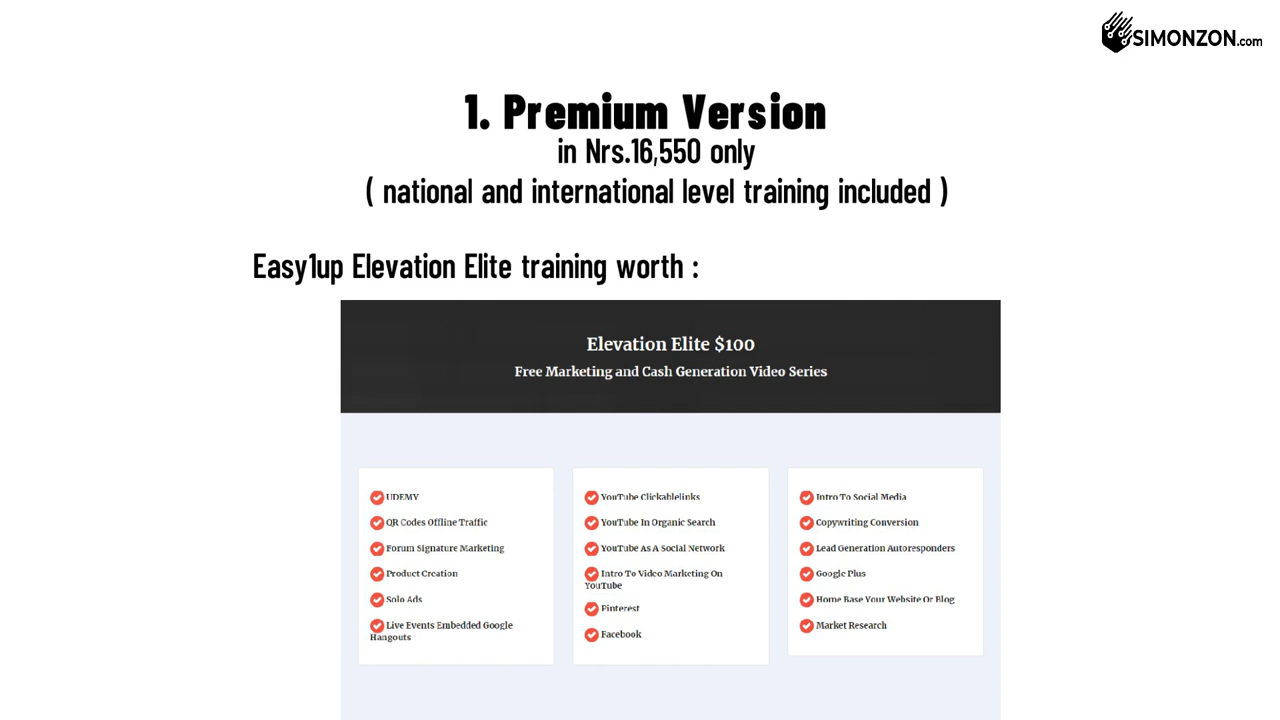 SIMONZON.com
1. Premium Version
in Nrs.16,550 only
( national and international level training included )
Easy1up Elevation Elite training worth :
Elevation Elite $100
Free Marketing and Cash Generation Video Series
UDEMY
QR Codes Offline Traffic
Forum Signature Marketing
Product Creation
Solo Ads
Live Events Embedded Google
Hangouts
YouTube Clickablelinks
YouTube In Organic Search
YouTube As A Social Network
Intro To Video Marketing On
YouTube
Pinterest
Facebook
Intro To Social Media
Copywriting Conversion
Lead Generation Autoresponders
Google Plus
Home Base Your Website Or Blog
Market Research